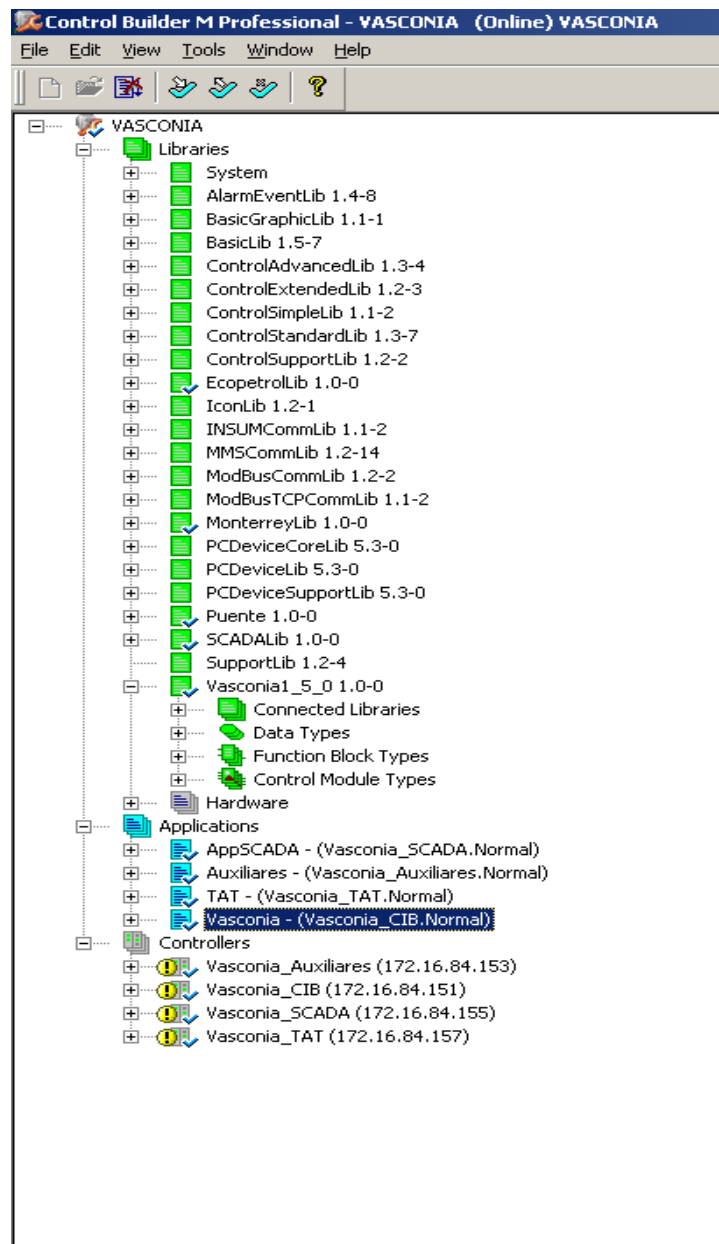 Control Builder M Professional - VASCONIA (Online) VASCONIA
File Edit View Tools Window Help
VASCONIA
Libraries
System
AlarmEventLib 1.4-8
BasicGraphicLib 1.1-1
BasicLib 1.5-7
ControlAdvancedLib 1.3-4
ControlExtendedLib 1.2-3
ControlSimpleLib 1.1-2
ControlStandardLib 1.3-7
ControlSupportLib 1.2-2
EcopetrolLib 1.0-0
IconLib 1.2-1
INSUMCommLib 1.1-2
MMSCommLib 1.2-14
ModBusCommLib 1.2-2
ModBusTCPCommLib 1.1-2
MonterreyLib 1.0-0
PCDeviceCoreLib 5.3-0
PCDeviceLib 5.3-0
PCDeviceSupportLib 5.3-0
Puente 1.0-0
SCADALib 1.0-0
SupportLib 1.2-4
Vasconia1_5_0 1.0-0
Connected Libraries
Data Types
Function Block Types
Control Module Types
Hardware
Applications
AppSCADA - (Vasconia_SCADA.Normal)
Auxiliares - (Vasconia_Auxiliares.Normal)
TAT - (Vasconia_TAT.Normal)
Vasconia - (Vasconia_CIB.Normal)
Controllers
Vasconia_Auxiliares (172.16.84.153)
Vasconia_CIB (172.16.84.151)
Vasconia_SCADA (172.16.84.155)
Vasconia_TAT (172.16.84.157)